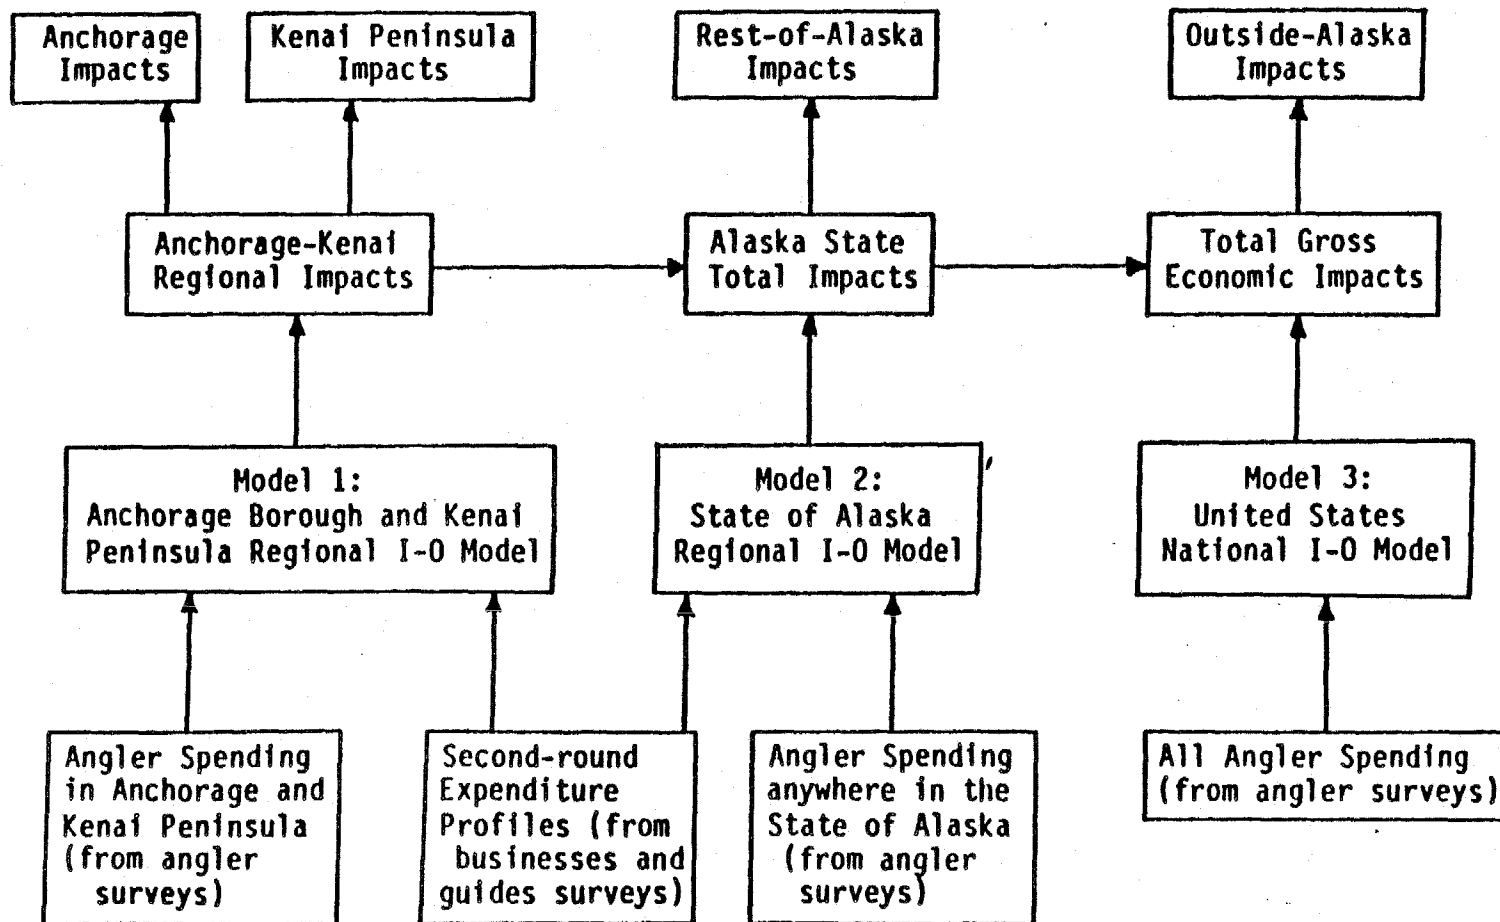 Anchorage
Impacts
Kenai Peninsula
Impacts
Rest-of-Alaska
Impacts
Outside-Alaska
Impacts
Anchorage-Kenai
Regional Impacts
Alaska State
Total Impacts
Total Gross
Economic Impacts
Model 1:
Anchorage Borough and Kenai
Peninsula Regional I-O Model
Model 2:
State of Alaska
Regional I-O Model
Model 3:
United States
National I-O Model
Angler Spending
in Anchorage and
Kenai Peninsula
(from angler
surveys)
Second-round
Expenditure
Profiles (from
businesses and
guides surveys)
Angler Spending
anywhere in the
State of Alaska
(from angler
surveys)
All Angler Spending
(from angler surveys)